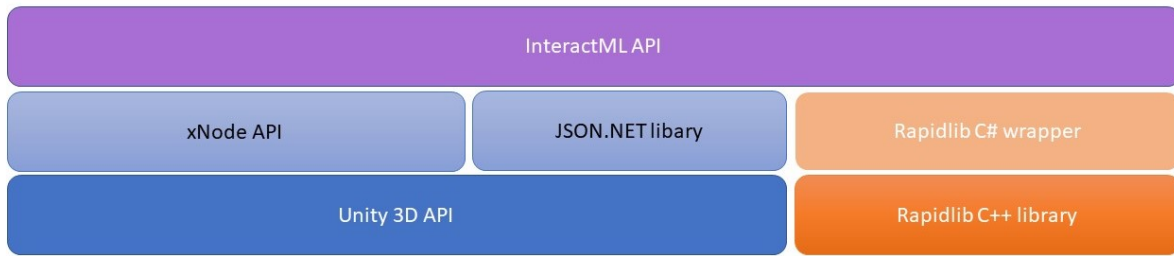 InteractML API
xNode API
JSON.NET libary
Rapidlib C# wrapper
Unity 3D API
Rapidlib C++ library